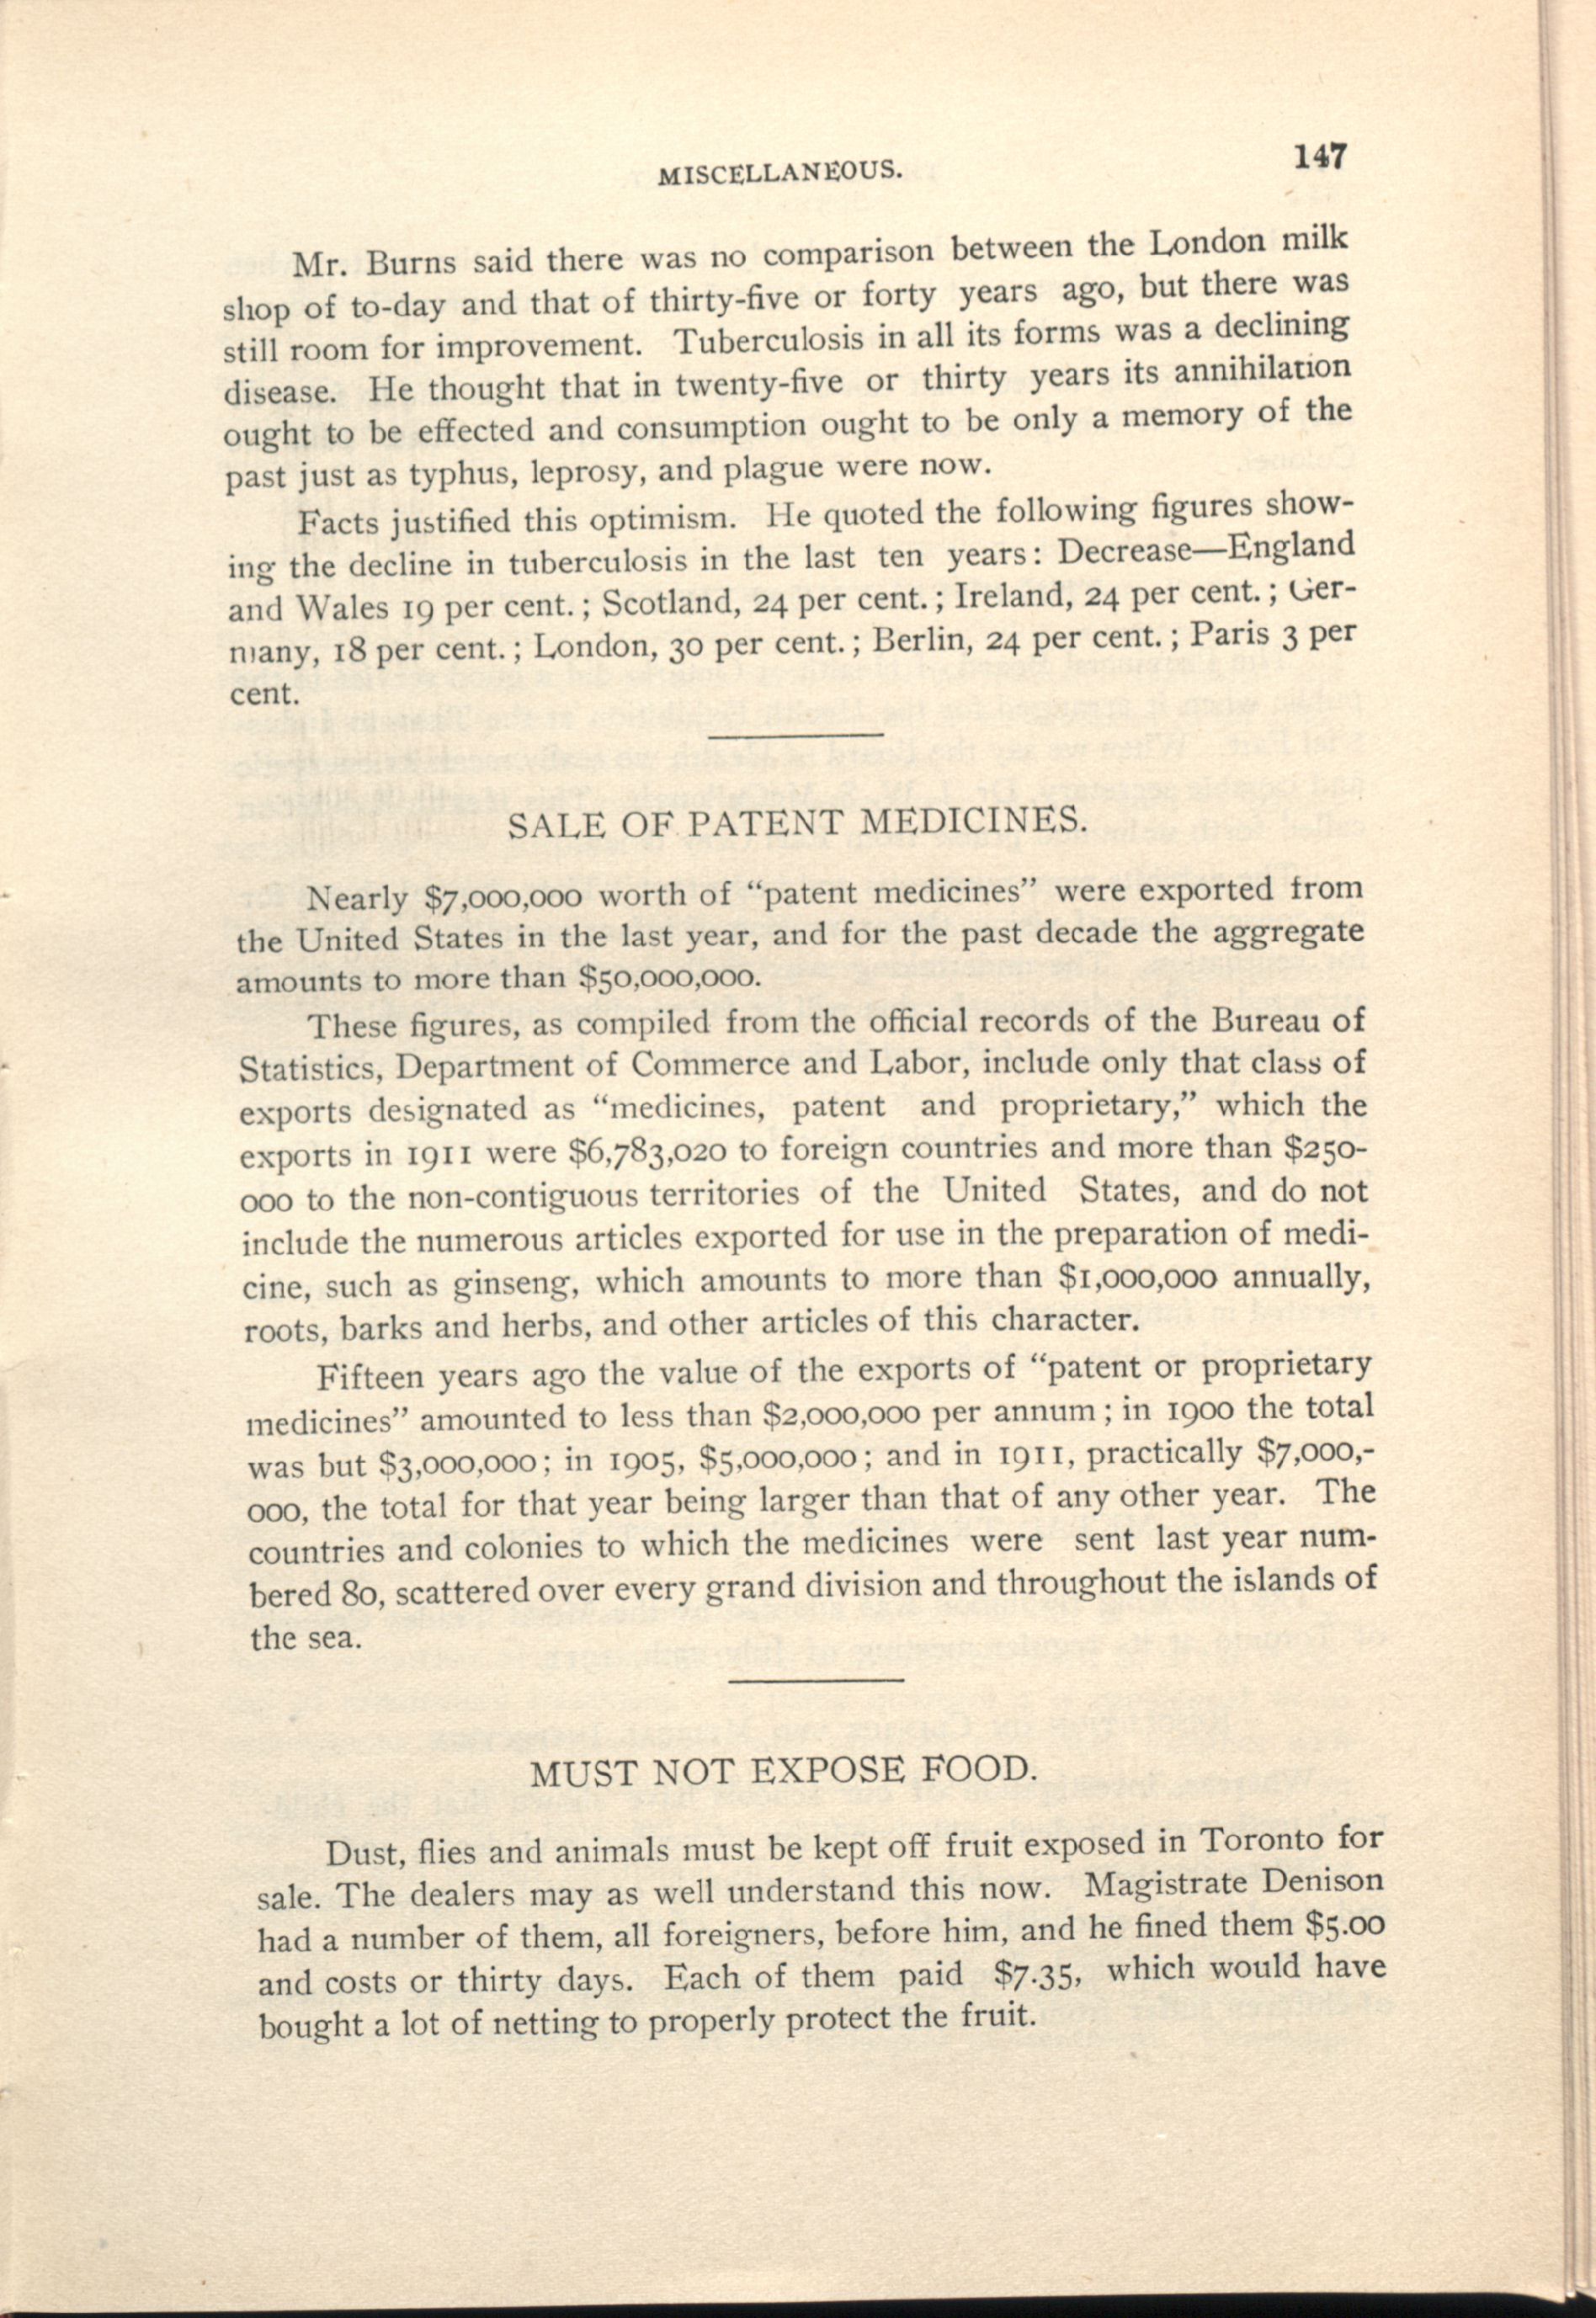 MISCELLANEOUS. 147
Mr. Burns said there was no comparison between the London milk
shop of to-day and that of thirty-five or forty years ago, but there was
still room for improvement. Tuberculosis in all its forms was a declining
disease. He thought that in twenty-five or thirty years its annihilation
ought to be effected and consumption ought to be only a memory of the
past just as typhus, leprosy, and plague were now.
Facts justified this optimism. He quoted the following figures show-
ing the decline in tuberculosis in the last ten years: Decrease—England
and Wales 19 per cent.; Scotland, 24 per cent.; Ireland, 24 per cent.; Ger-
many, 18 per cent.; London, 30 per cent.; Berlin, 24 per cent.; Paris 3 per
cent.
SALE OF PATENT MEDICINES.
Nearly $7,000,000 worth of “patent medicines” were exported from
the United States in the last year, and for the past decade the aggregate
amounts to more than $50,000,000.
These figures, as compiled from the official records of the Bureau of
Statistics, Department of Commerce and Labor, include only that class of
exports designated as “medicines, patent and proprietary,” which the
exports in 1911 were $6,783,020 to foreign countries and more than $250-
000 to the non-contiguous territories of the United States, and do not
include the numerous articles exported for use in the preparation of medi-
cine, such as ginseng, which amounts to more than $1,000,000 annually,
roots, barks and herbs, and other articles of this character.
Fifteen years ago the value of the exports of “patent or proprietary
medicines” amounted to less than $2,000,000 per annum; in 1900 the total
was but $3,000,000; in 1905, $5,000,000; and in 1911, practically $7,000,-
000, the total for that year being larger than that of any other year. The
countries and colonies to which the medicines were sent last year num-
bered 80, scattered over every grand division and throughout the islands of
the sea.
MUST NOT EXPOSE FOOD.
Dust, flies and animals must be kept off fruit exposed in Toronto for
sale. The dealers may as well understand this now. Magistrate Denison
had a number of them, all foreigners, before him, and he fined them $5.00
and costs or thirty days. Each of them paid $7.35, which would have
bought a lot of netting to properly protect the fruit.